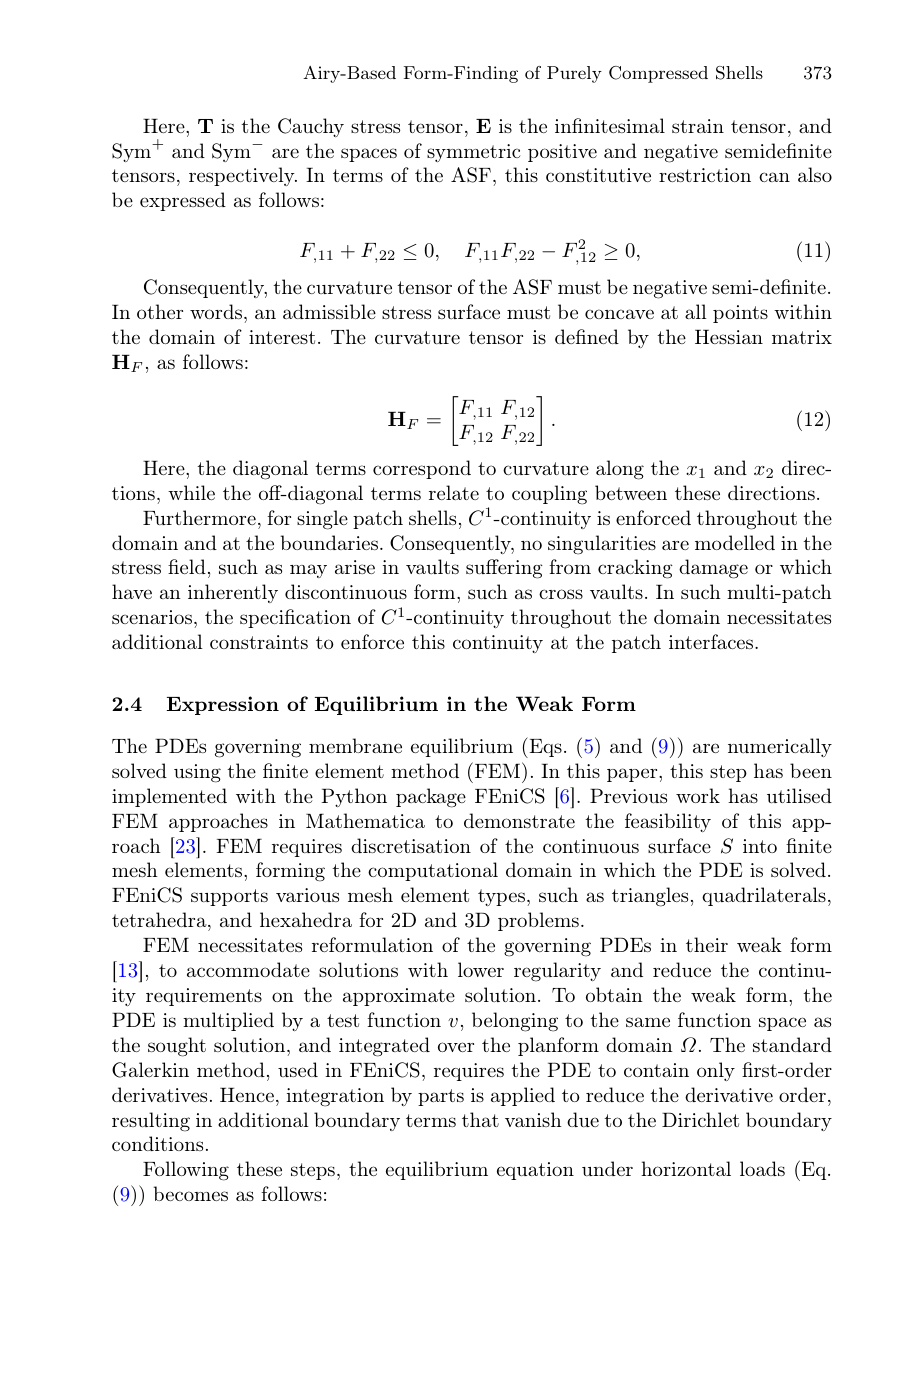 Airy-Based Form-Finding of Purely Compressed Shells 373
Here, T is the Cauchy stress tensor, E is the infinitesimal strain tensor, and
Sym⁺ and Sym⁻ are the spaces of symmetric positive and negative semidefinite
tensors, respectively. In terms of the ASF, this constitutive restriction can also
be expressed as follows:
F,₁₁ + F,₂₂ ≤ 0, F,₁₁F,₂₂ − F²,₁₂ ≥ 0, (11)
Consequently, the curvature tensor of the ASF must be negative semi-definite.
In other words, an admissible stress surface must be concave at all points within
the domain of interest. The curvature tensor is defined by the Hessian matrix
H_F, as follows:
H_F = [F,₁₁ F,₁₂
F,₁₂ F,₂₂] . (12)
Here, the diagonal terms correspond to curvature along the x₁ and x₂ direc-
tions, while the off-diagonal terms relate to coupling between these directions.
Furthermore, for single patch shells, C¹-continuity is enforced throughout the
domain and at the boundaries. Consequently, no singularities are modelled in the
stress field, such as may arise in vaults suffering from cracking damage or which
have an inherently discontinuous form, such as cross vaults. In such multi-patch
scenarios, the specification of C¹-continuity throughout the domain necessitates
additional constraints to enforce this continuity at the patch interfaces.
2.4 Expression of Equilibrium in the Weak Form
The PDEs governing membrane equilibrium (Eqs. (5) and (9)) are numerically
solved using the finite element method (FEM). In this paper, this step has been
implemented with the Python package FEniCS [6]. Previous work has utilised
FEM approaches in Mathematica to demonstrate the feasibility of this app-
roach [23]. FEM requires discretisation of the continuous surface S into finite
mesh elements, forming the computational domain in which the PDE is solved.
FEniCS supports various mesh element types, such as triangles, quadrilaterals,
tetrahedra, and hexahedra for 2D and 3D problems.
FEM necessitates reformulation of the governing PDEs in their weak form
[13], to accommodate solutions with lower regularity and reduce the continu-
ity requirements on the approximate solution. To obtain the weak form, the
PDE is multiplied by a test function v, belonging to the same function space as
the sought solution, and integrated over the planform domain Ω. The standard
Galerkin method, used in FEniCS, requires the PDE to contain only first-order
derivatives. Hence, integration by parts is applied to reduce the derivative order,
resulting in additional boundary terms that vanish due to the Dirichlet boundary
conditions.
Following these steps, the equilibrium equation under horizontal loads (Eq.
(9)) becomes as follows: